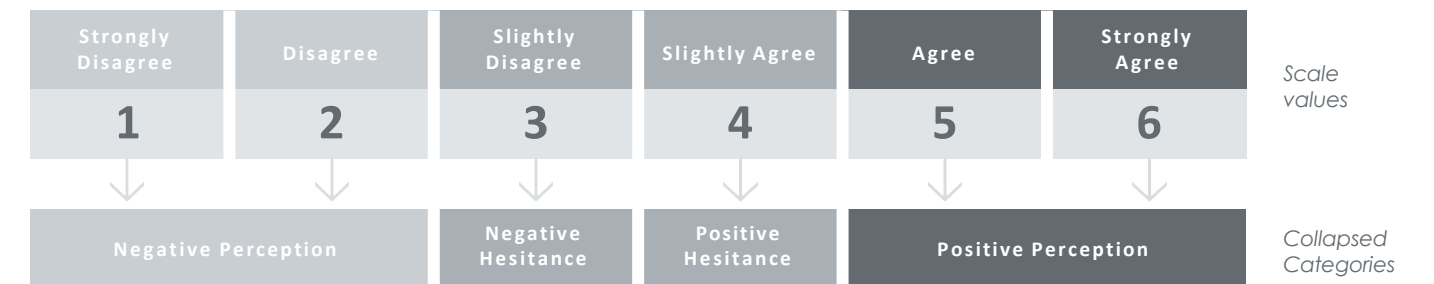 Strongly
Disagree
Disagree
Slightly
Disagree
Slightly Agree
Agree
Strongly
Agree
Scale
values
1
2
3
4
5
6
Negative Perception
Negative
Hesitance
Positive
Hesitance
Positive Perception
Collapsed
Categories